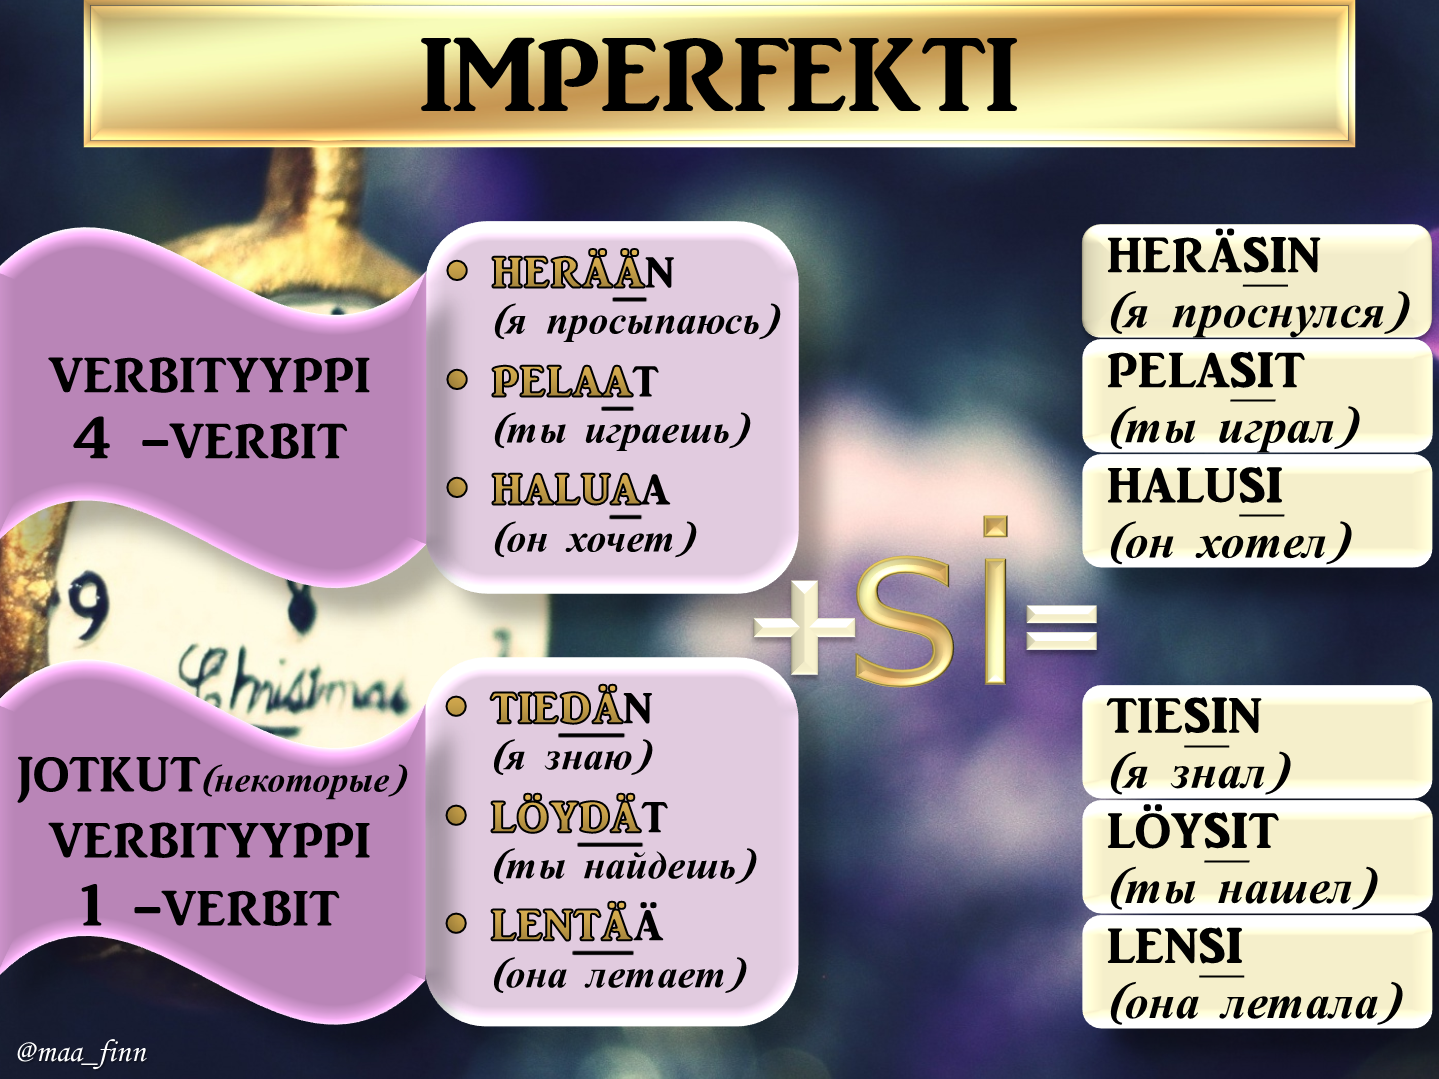 IMPERFEKTI
VERBITYYPPI
4 –VERBIT
HERÄÄN
(я просыпаюсь)
PELAAT
(ты играешь)
HALUAA
(он хочет)
+si=
HERÄSIN
(я проснулся)
PELASIT
(ты играл)
HALUSI
(он хотел)
9
Christmas
JOTKUT(некоторые)
VERBITYYPPI
1 –VERBIT
TIEDÄN
(я знаю)
LÖYDÄT
(ты найдешь)
LENTÄÄ
(она летает)
TIESIN
(я знал)
LÖYSIT
(ты нашел)
LENSI
(она летала)
@maa_finn